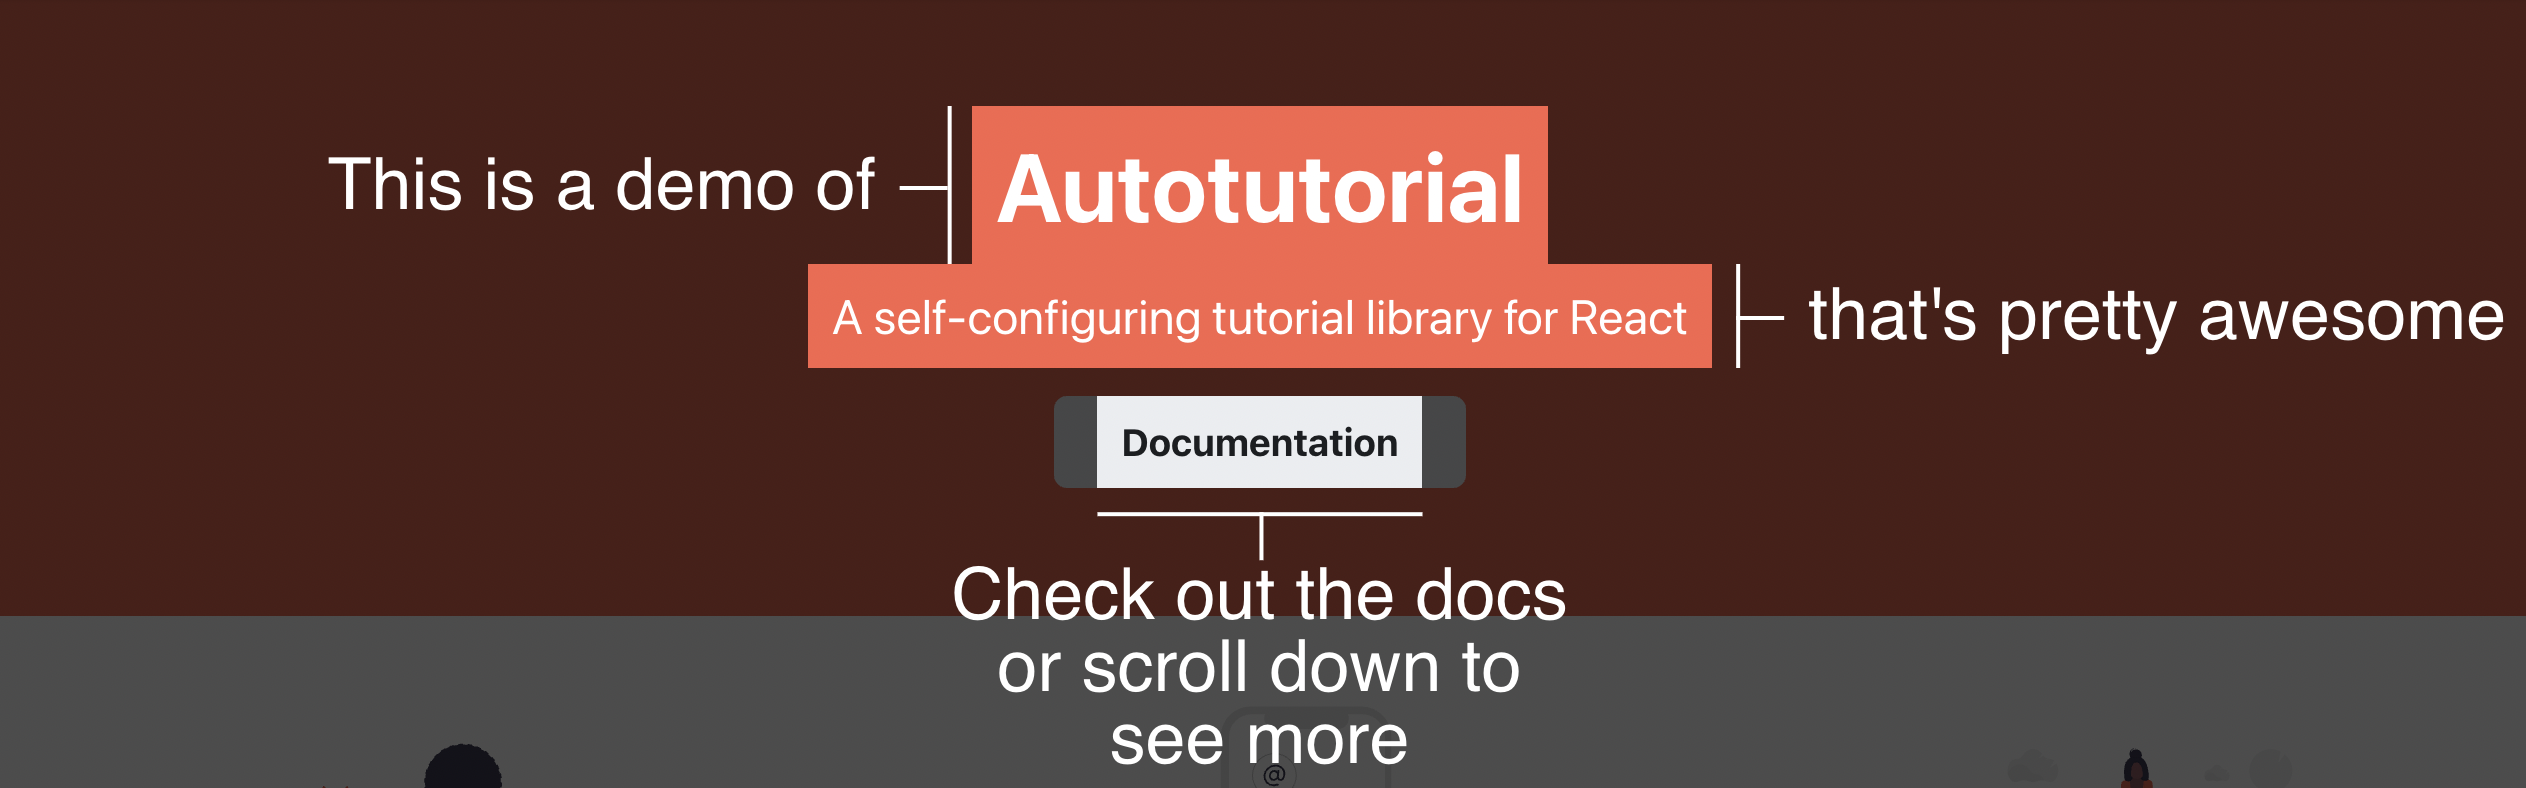 This is a demo of
Autotutorial
A self-configuring tutorial library for React
that's pretty awesome
Documentation
Check out the docs
or scroll down to
see more
@